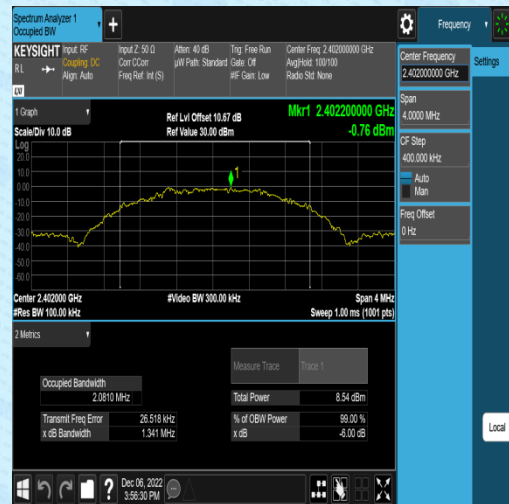 Spectrum Analyzer 1
Occupied BW
Frequency
KEYSIGHT
Input: RF
Input Z: 50 Ω
Atten: 40 dB
Trig: Free Run
Center Freq: 2.402000000 GHz
RL
Coupling: DC
Corr CCorr
µW Path: Standard
Gate: Off
Avg|Hold: 100/100
Align: Auto
Freq Ref: Int (S)
#IF Gain: Low
Radio Std: None
LXI
Center Frequency
2.402000000 GHz
Settings
Span
4.0000 MHz
CF Step
400.000 kHz
Auto
Man
Freq Offset
0 Hz
1 Graph
Ref Lvl Offset 10.67 dB
Mkr1 2.402200000 GHz
Scale/Div 10.0 dB
Ref Value 30.00 dBm
-0.76 dBm
Log
20.0
10.0
0.00
-10.0
-20.0
-30.0
-40.0
-50.0
-60.0
1
Center 2.402000 GHz
#Video BW 300.00 kHz
Span 4 MHz
#Res BW 100.00 kHz
Sweep 1.00 ms (1001 pts)
2 Metrics
Measure Trace
Trace 1
Occupied Bandwidth
2.0810 MHz
Total Power
8.54 dBm
Transmit Freq Error
26.518 kHz
% of OBW Power
99.00 %
x dB Bandwidth
1.341 MHz
x dB
-6.00 dB
Local
Dec 06, 2022
3:56:30 PM